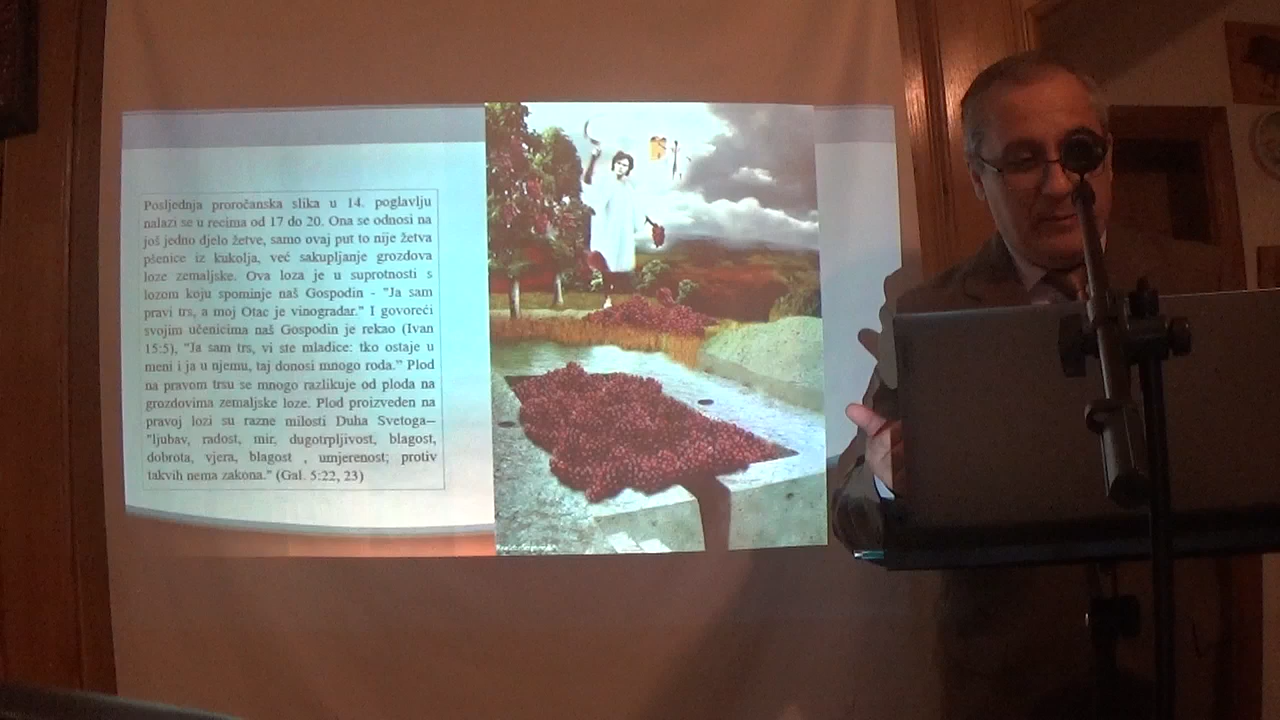 Posljednja proročanska slika u 14. poglavlju
nalazi se u recima od 17 do 20. Ona se odnosi na
još jedno djelo žetve, samo ovaj put to nije žetva
pšenice iz kukolja, već sakupljanje grozdova
loze zemaljske. Ova loza je u suprotnosti s
lozom koju spominje naš Gospodin - "Ja sam
pravi trs, a moj Otac je vinogradar." I govoreći
svojim učenicima naš Gospodin je rekao (Ivan
15:5), "Ja sam trs, vi ste mladice: tko ostaje u
meni i ja u njemu, taj donosi mnogo roda." Plod
na pravom trsu se mnogo razlikuje od ploda na
grozdovima zemaljske loze. Plod proizveden na
pravoj lozi su razne milosti Duha Svetoga–
"ljubav, radost, mir, dugotrpljivost, blagost,
dobrota, vjera, blagost , umjerenost; protiv
takvih nema zakona." (Gal. 5:22, 23)